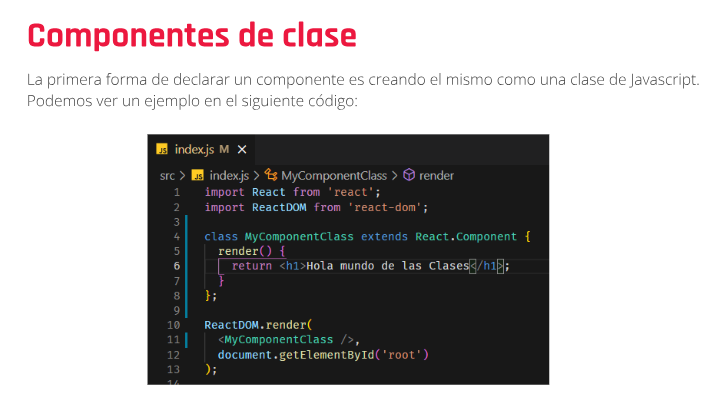 Componentes de clase
La primera forma de declarar un componente es creando el mismo como una clase de Javascript.
Podemos ver un ejemplo en el siguiente código:
JS index.js M X
src > JS index.js > MyComponentClass > render
1 import React from 'react';
2 import ReactDOM from 'react-dom';
3
4 class MyComponentClass extends React.Component {
5 render() {
6 return <h1>Hola mundo de las Clases</h1>;
7 }
8 };
9
10 ReactDOM.render(
11 <MyComponentClass />,
12 document.getElementById('root')
13 );
14